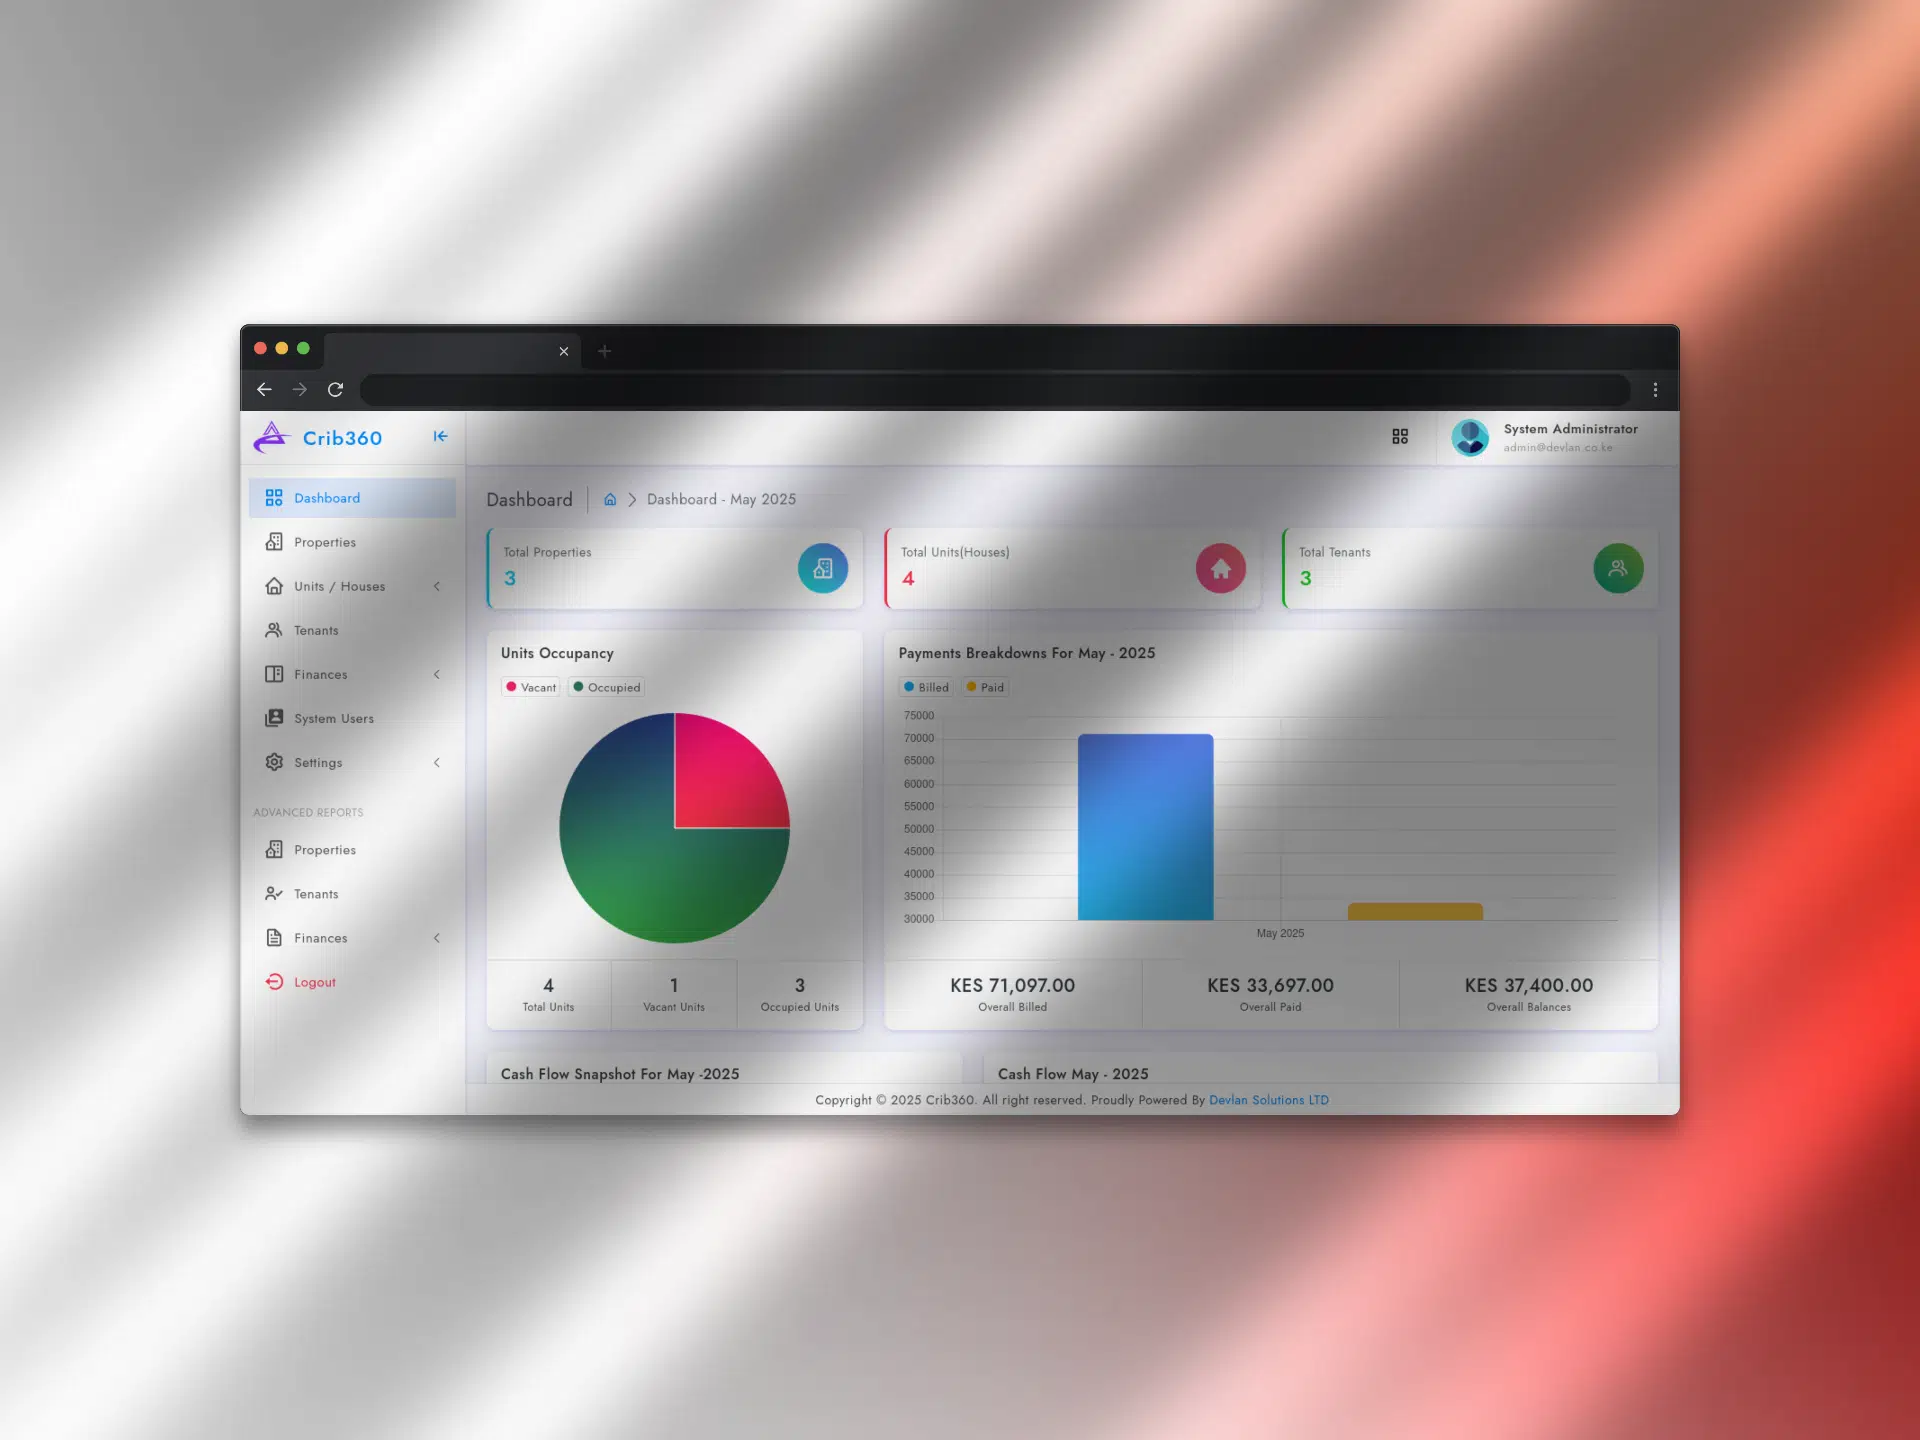 Crib360
System Administrator
admin@devlan.co.ke
Dashboard
Properties
Units / Houses
Tenants
Finances
System Users
Settings
ADVANCED REPORTS
Properties
Tenants
Finances
Logout
Dashboard
Dashboard - May 2025
Total Properties
3
Total Units(Houses)
4
Total Tenants
3
Units Occupancy
Vacant
Occupied
4
Total Units
1
Vacant Units
3
Occupied Units
Payments Breakdowns For May - 2025
Billed
Paid
75000
70000
65000
60000
55000
50000
45000
40000
35000
30000
May 2025
KES 71,097.00
Overall Billed
KES 33,697.00
Overall Paid
KES 37,400.00
Overall Balances
Cash Flow Snapshot For May -2025
Cash Flow May - 2025
Copyright © 2025 Crib360. All right reserved. Proudly Powered By Devlan Solutions LTD